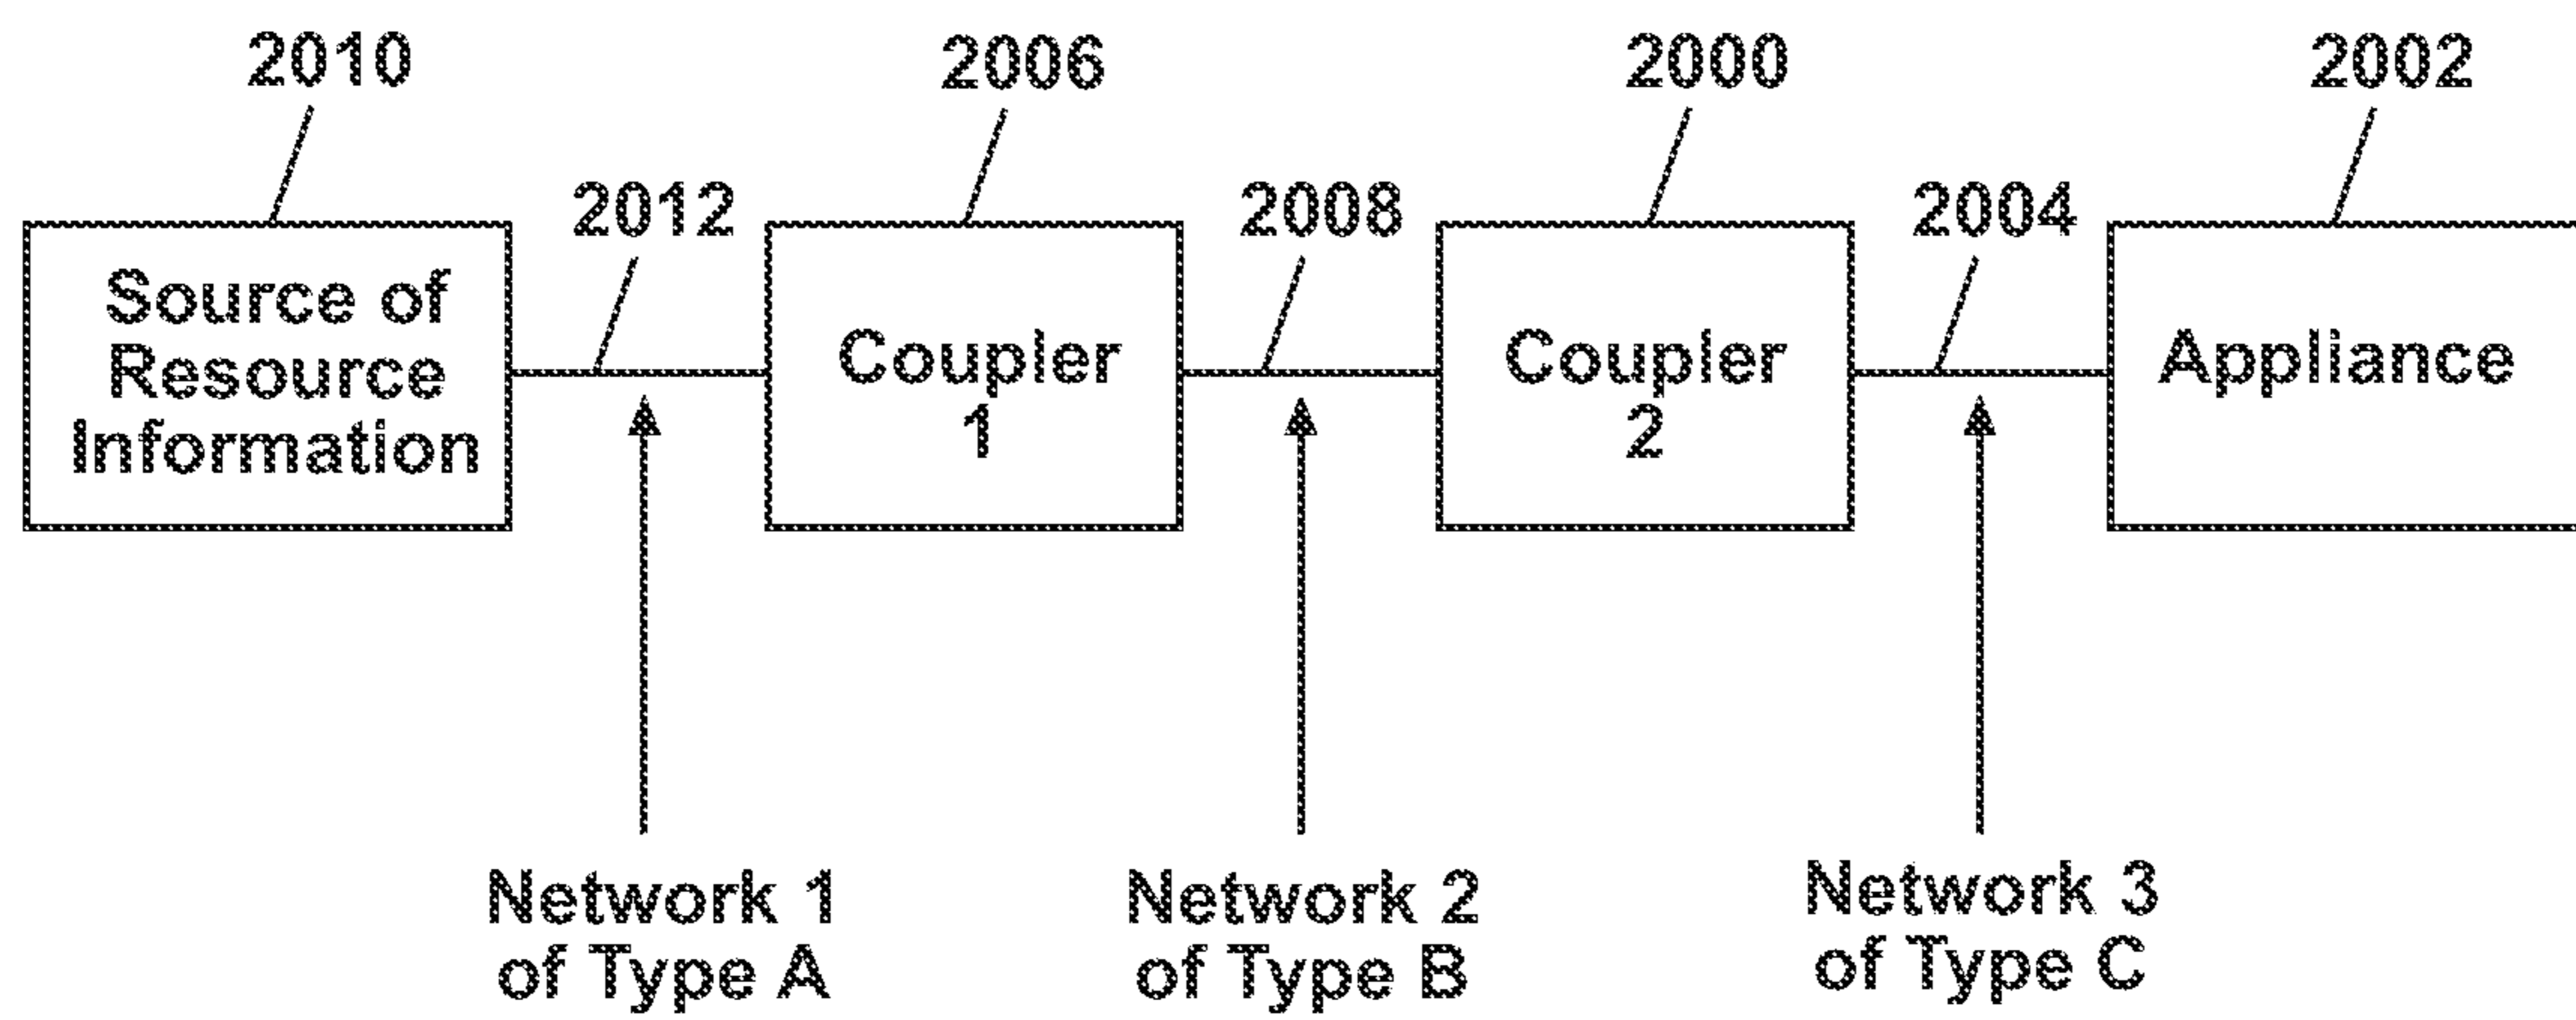 2010
2006
2000
2002
2012
2008
2004
Source of
Resource
Information
Coupler
1
Coupler
2
Appliance
Network 1
of Type A
Network 2
of Type B
Network 3
of Type C